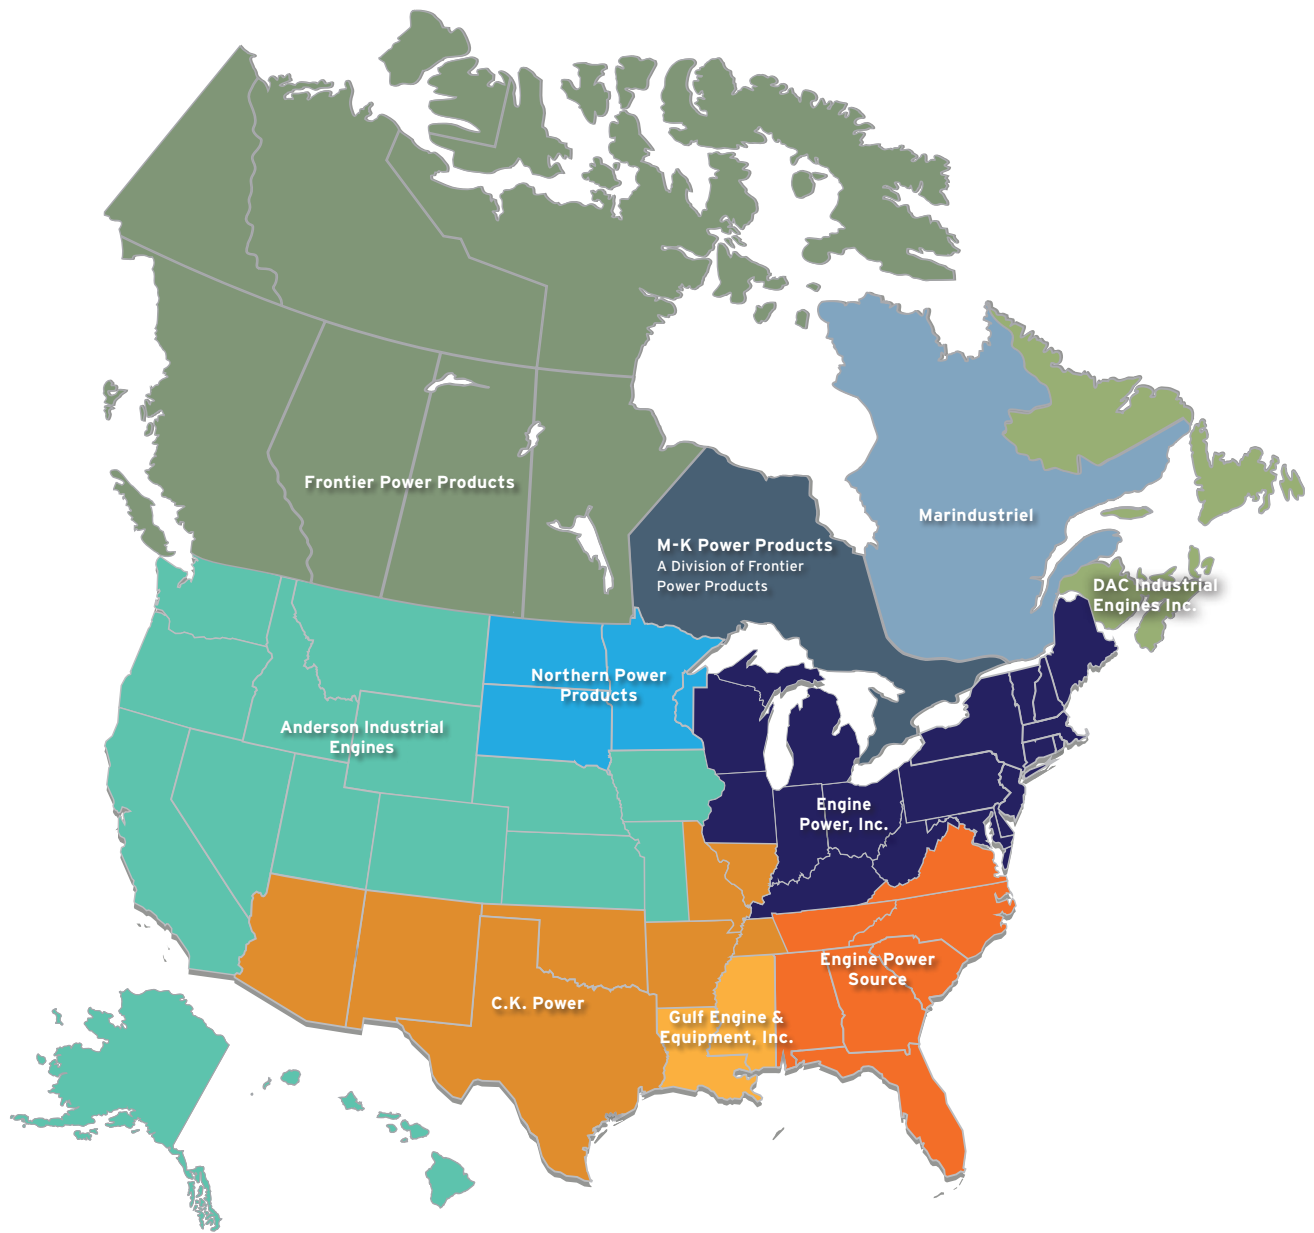 Frontier Power Products
Marindustriel
M-K Power Products
A Division of Frontier
Power Products
DAC Industrial
Engines Inc.
Northern Power
Products
Anderson Industrial
Engines
Engine
Power, Inc.
Engine Power
Source
C.K. Power
Gulf Engine &
Equipment, Inc.